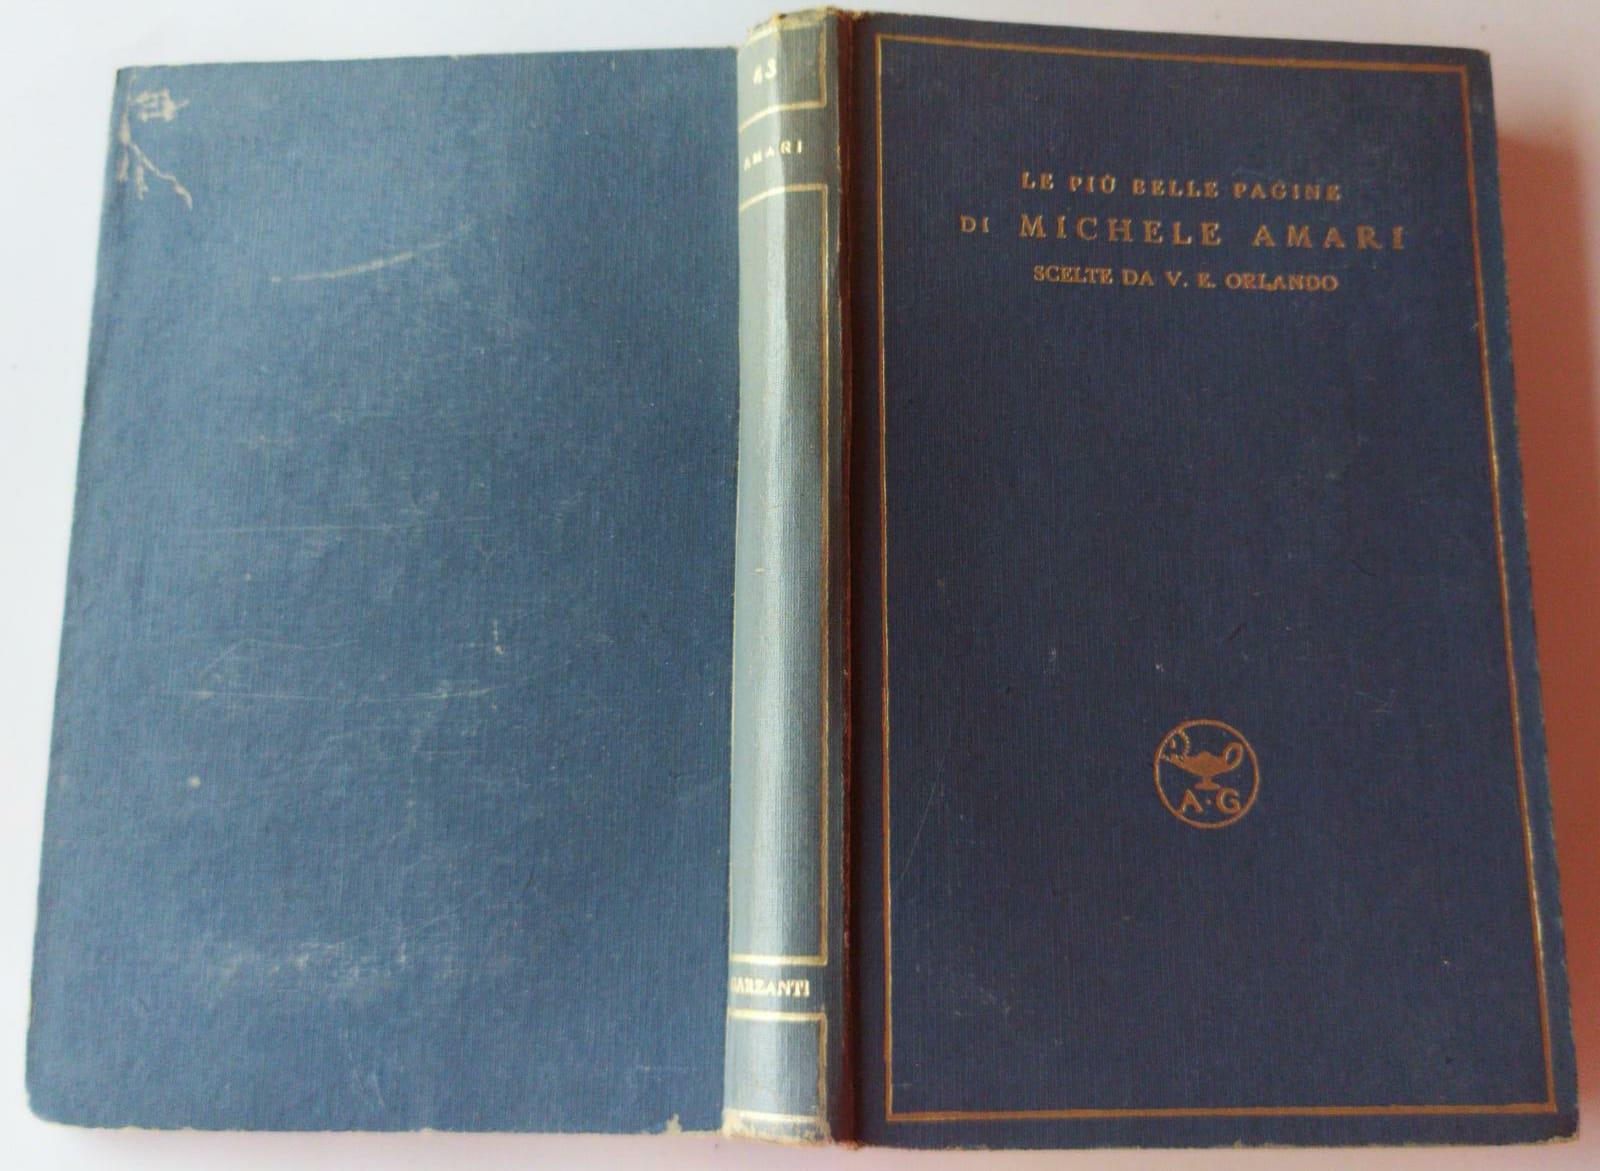 43
AMARI
GARZANTI
LE PIÙ BELLE PAGINE
DI MICHELE AMARI
SCELTE DA V. E. ORLANDO
A·G